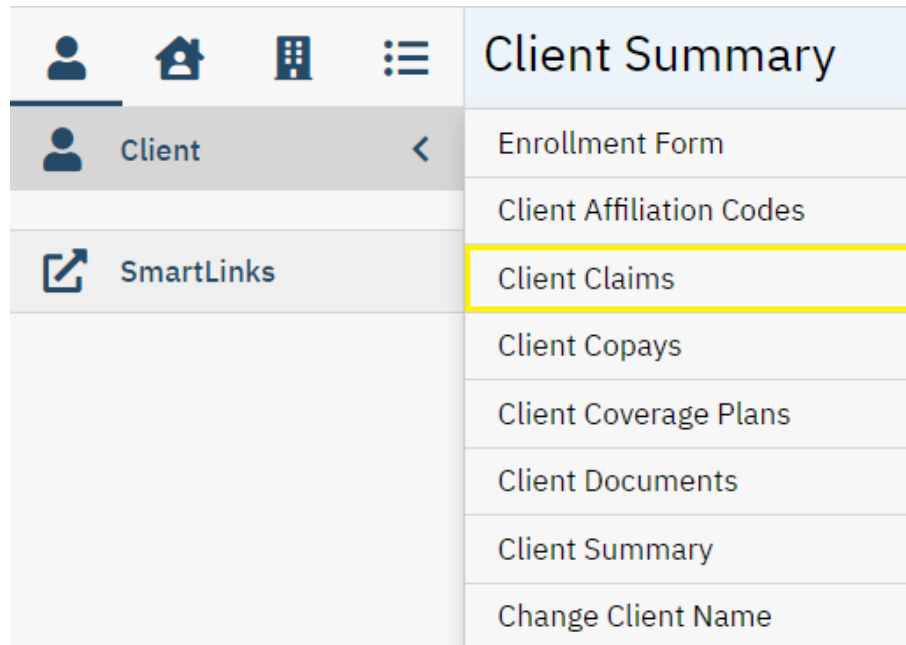 Client Summary
Client
SmartLinks
Enrollment Form
Client Affiliation Codes
Client Claims
Client Copays
Client Coverage Plans
Client Documents
Client Summary
Change Client Name